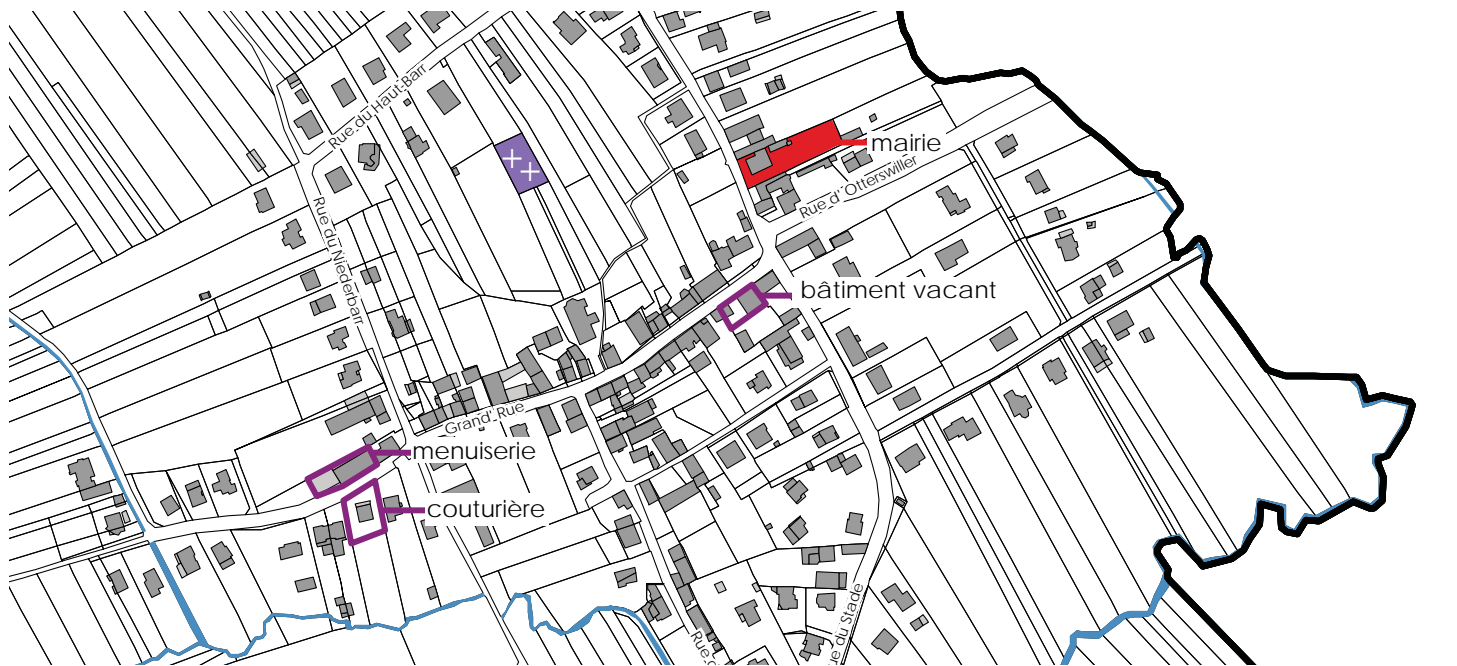 Rue du Haut-Barr
mairie
Rue d'Otterswiller
Rue du Niederbarr
bâtiment vacant
Grand' Rue
menuiserie
couturière
ue du Stade
Rue